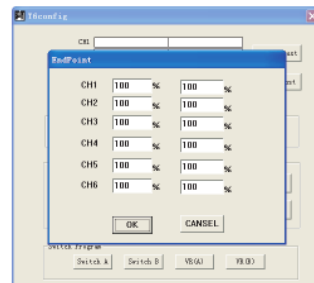 T6config
CH1
EndPoint
CH1 100 % 100 %
CH2 100 % 100 %
CH3 100 % 100 %
CH4 100 % 100 %
CH5 100 % 100 %
CH6 100 % 100 %
OK CANSEL
Switch Program
Switch A Switch B VR(A) VR(B)